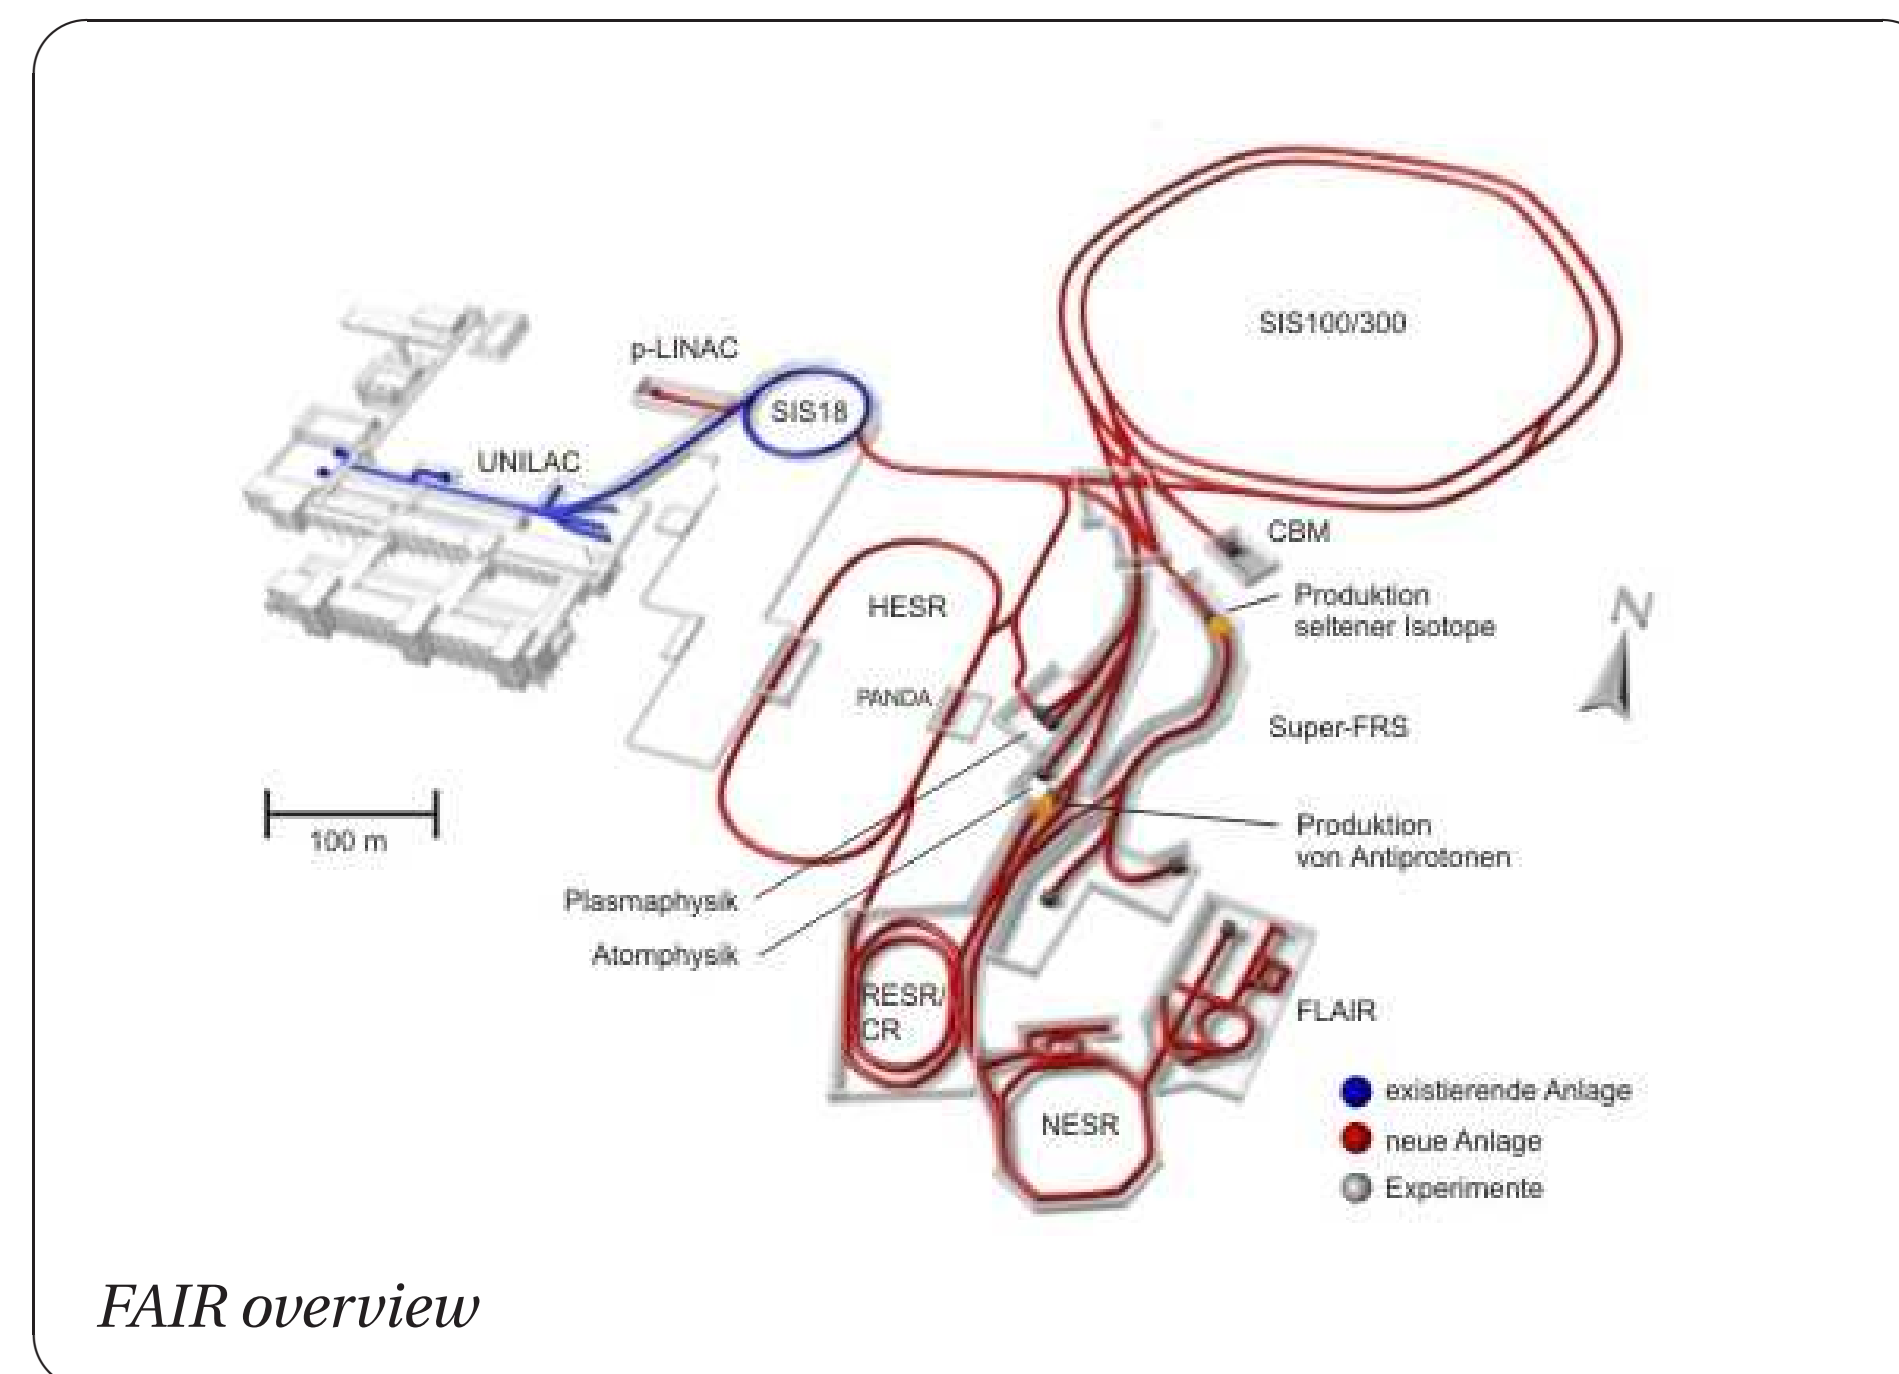 SIS100/300
p-LINAC
SIS18
UNILAC
CBM
HESR
Produktion
seltener Isotope
N
PANDA
Super-FRS
100 m
Produktion
von Antiprotonen
Plasmaphysik
Atomphysik
RESR/
CR
FLAIR
NESR
existierende Anlage
neue Anlage
Experimente
FAIR overview